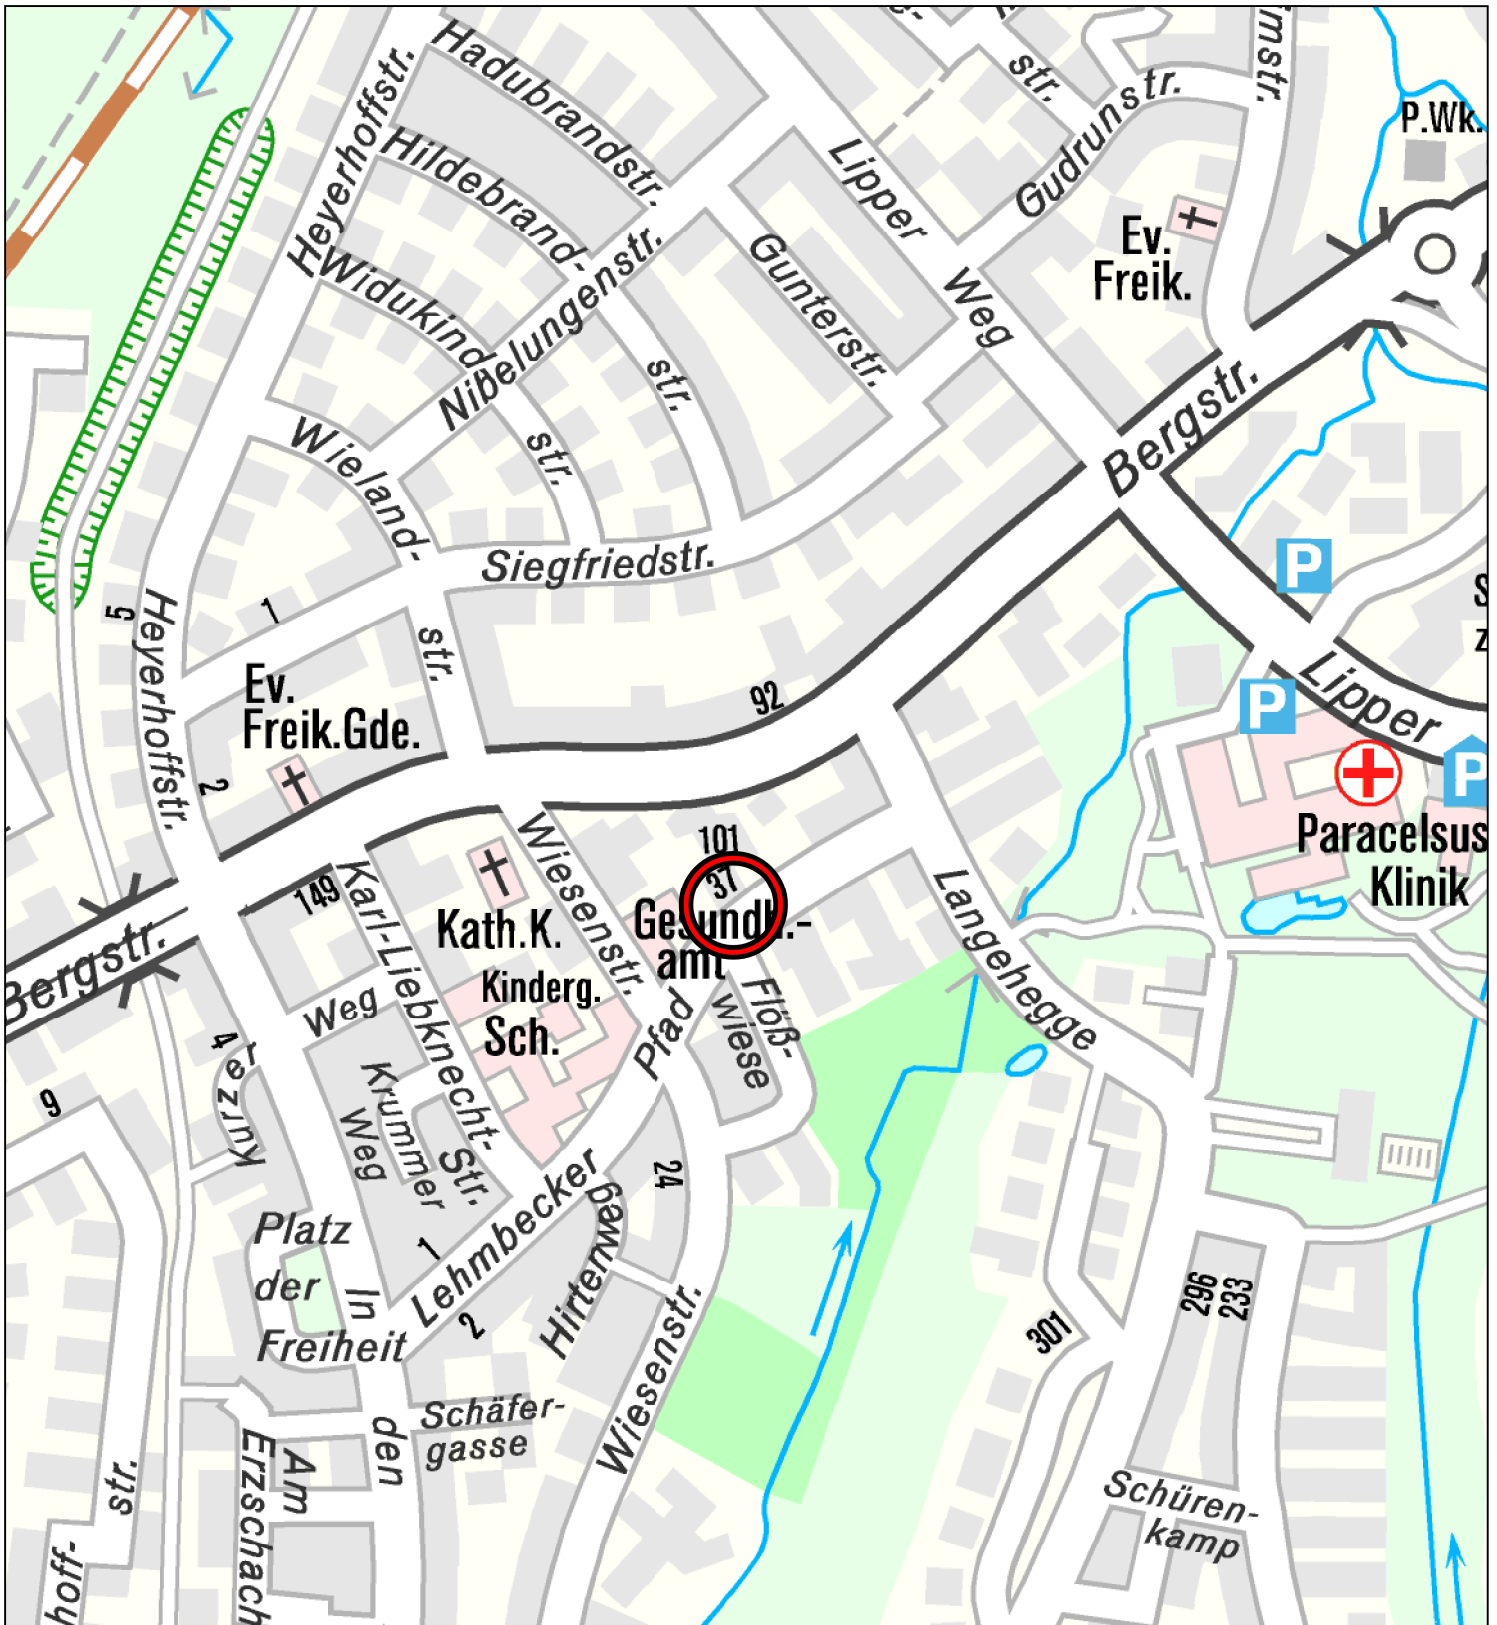 Hadubrandstr.
str.
Gudrunstr.
P.Wk.
Heyerhoffstr.
Hildebrand-
str.
Lipper
Weg
Ev.
Freik.
Widukind-
str.
Nibelungenstr.
Gunterstr.
Bergstr.
Wieland-
str.
Siegfriedstr.
P
5
1
Heyerhoffstr.
Ev.
Freik.Gde.
92
P
Lipper
P
2
Paracelsus
Klinik
101
37
149
Karl-Liebknecht-
Str.
Wiesenstr.
Kath.K.
Gesundh.-
amt
Langehegge
Bergstr.
Kinderg.
Sch.
Weg
Pfad
Flöß-
wiese
4
Kurzer
9
Krummer
Weg
24
Platz
der
Freiheit
1
Lehmbecker
2
Hirtenweg
In
den
296
233
301
Wiesenstr.
Schäfer-
gasse
Am
Erzschach
str.
hoff-
Schüren-
kamp